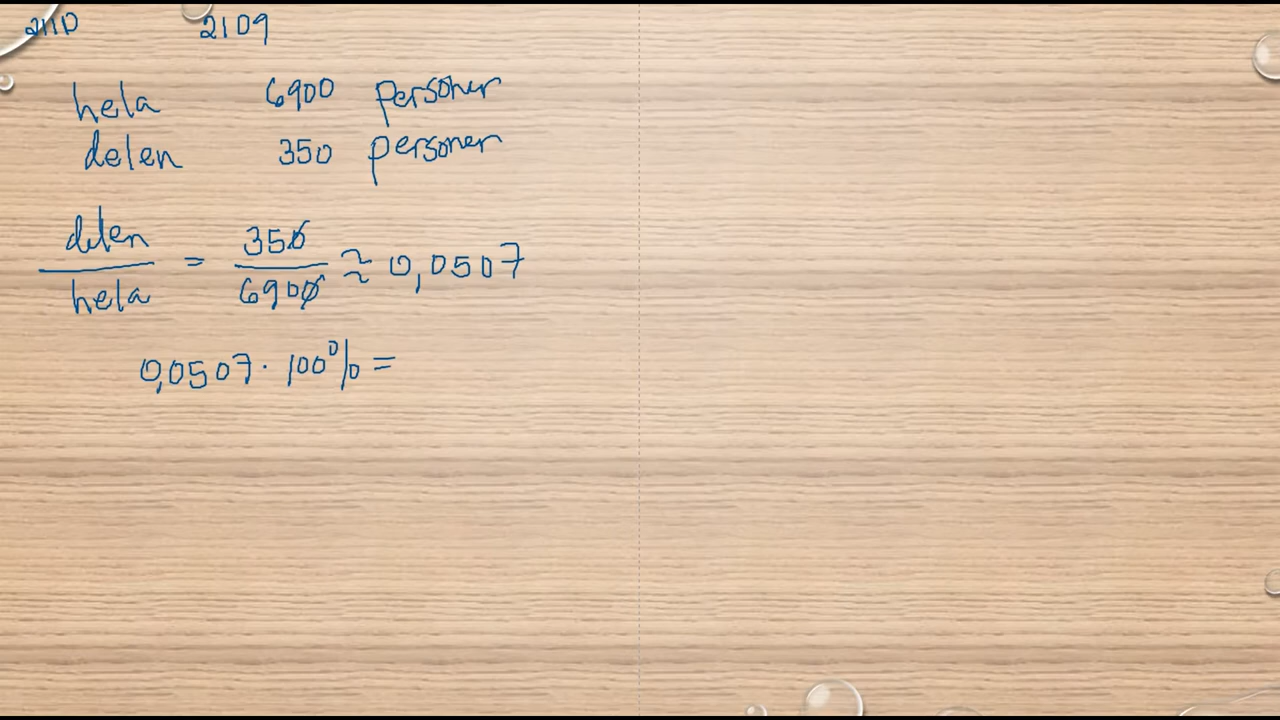 2110 2109
hela 6900 personer
delen 350 personer
delen/hela = 350/6900 ≈ 0,0507
0,0507 · 100% =